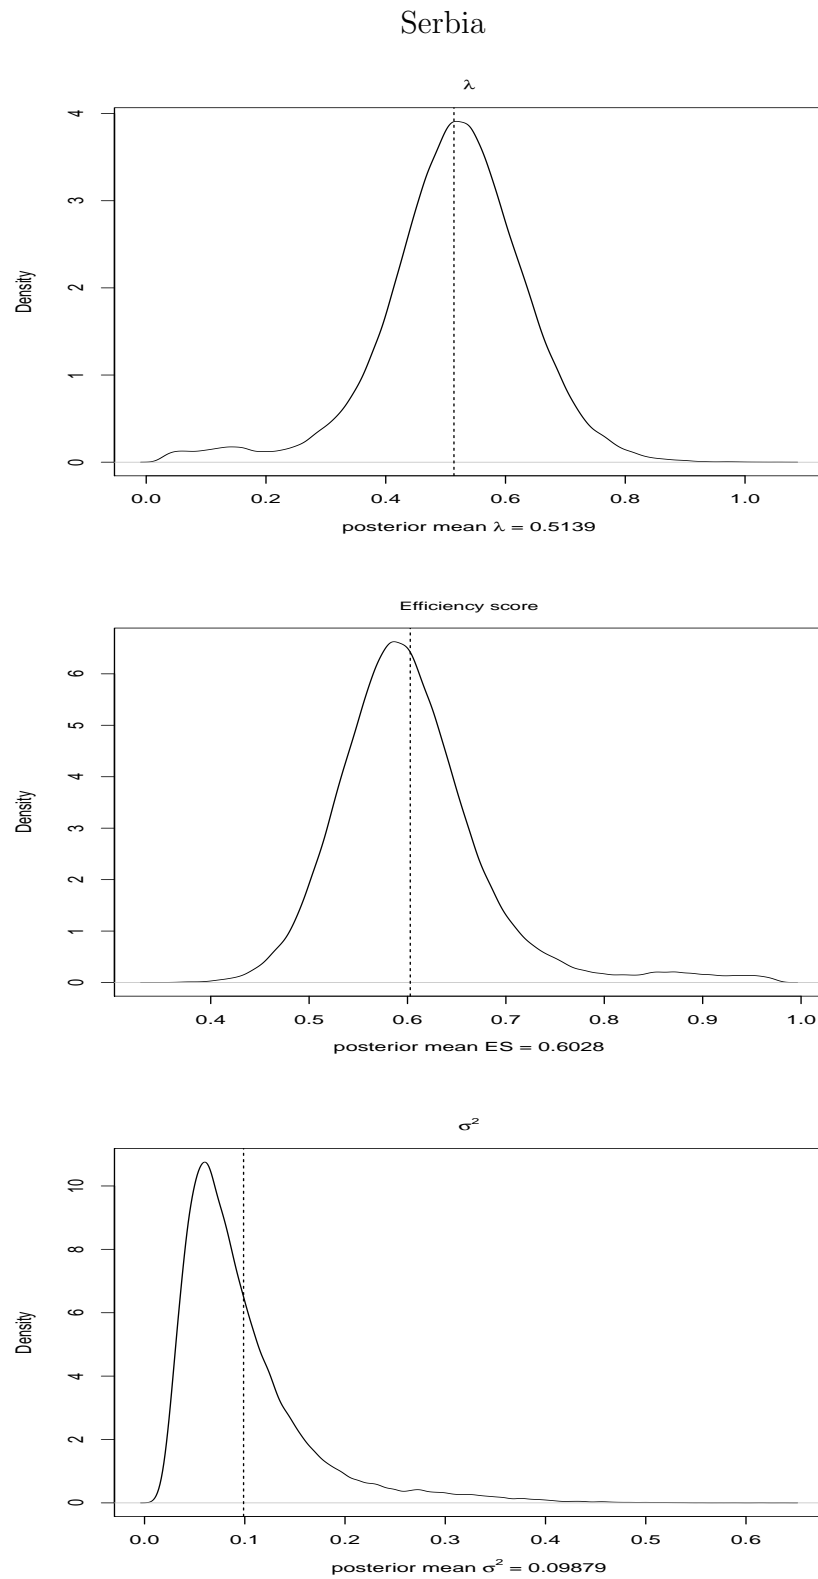 Serbia
λ
Density
4
3
2
1
0
0.0 0.2 0.4 0.6 0.8 1.0
posterior mean λ = 0.5139
Efficiency score
Density
6
5
4
3
2
1
0
0.4 0.5 0.6 0.7 0.8 0.9 1.0
posterior mean ES = 0.6028
σ²
Density
10
8
6
4
2
0
0.0 0.1 0.2 0.3 0.4 0.5 0.6
posterior mean σ² = 0.09879